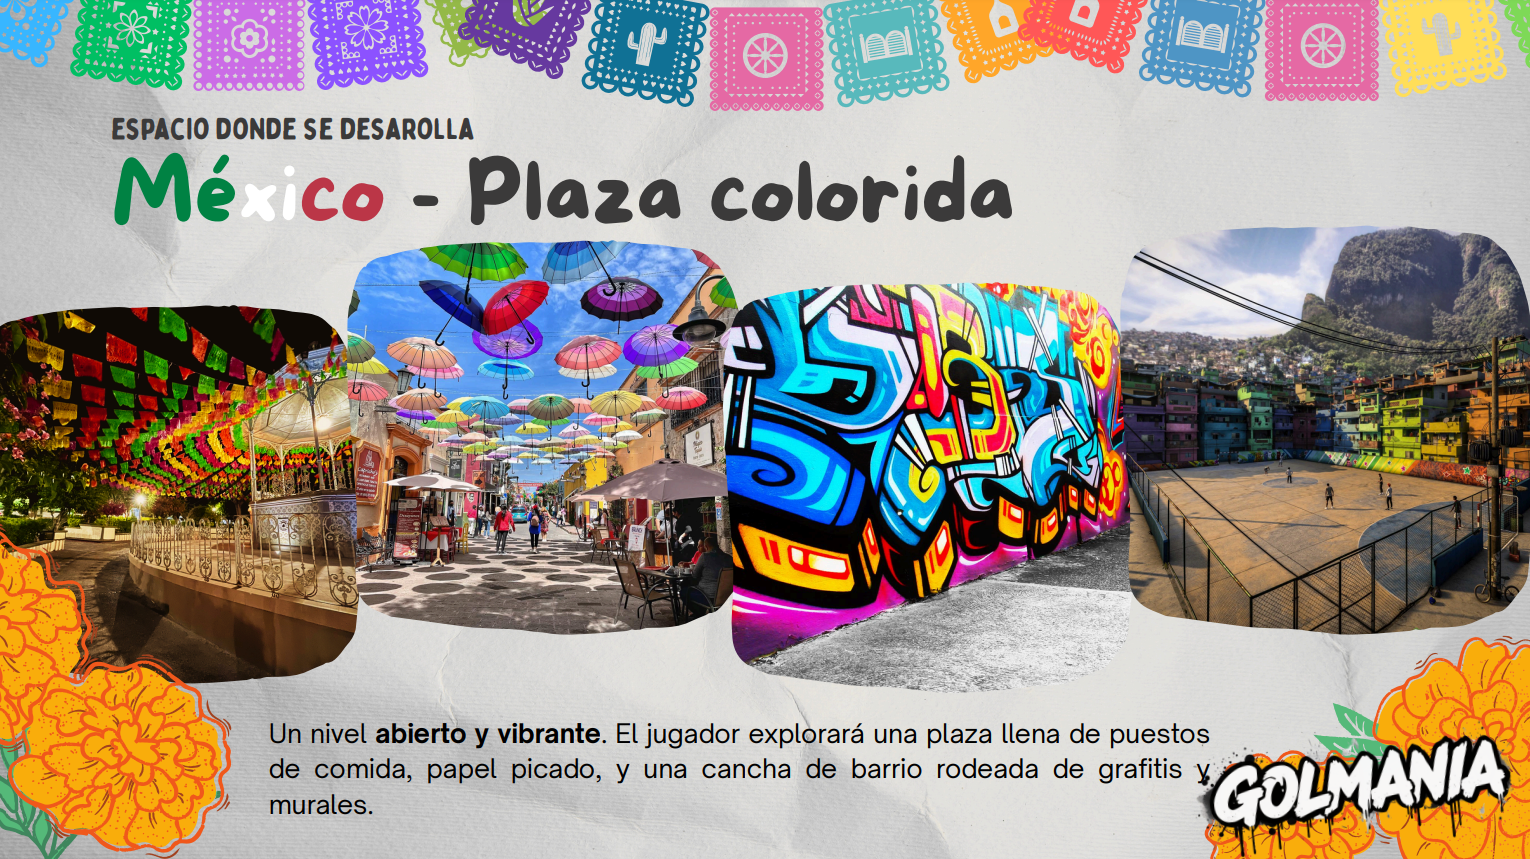 ESPACIO DONDE SE DESAROLLA
México - Plaza colorida
Un nivel abierto y vibrante. El jugador explorará una plaza llena de puestos
de comida, papel picado, y una cancha de barrio rodeada de grafitis y
murales.
GOLMANIA